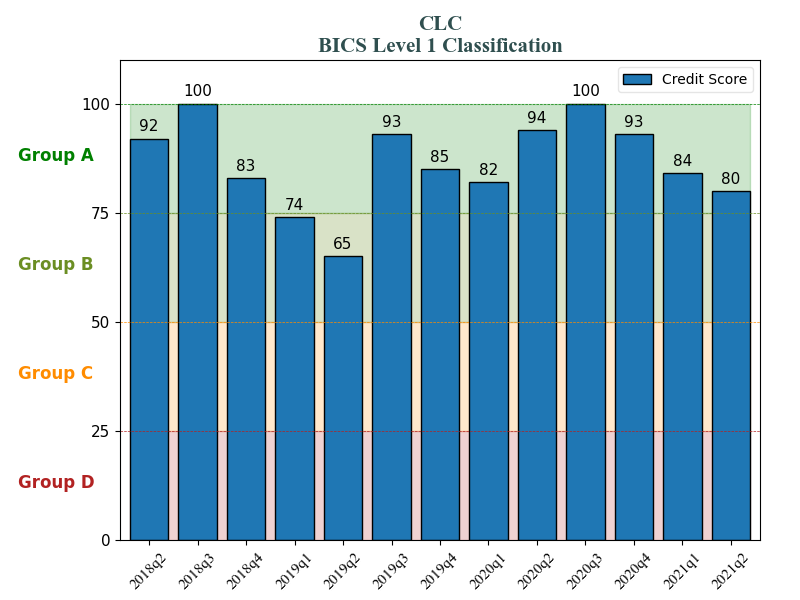 CLC
BICS Level 1 Classification
Credit Score
100
75
50
25
0
Group A
Group B
Group C
Group D
92
100
83
74
65
93
85
82
94
100
93
84
80
2018q2
2018q3
2018q4
2019q1
2019q2
2019q3
2019q4
2020q1
2020q2
2020q3
2020q4
2021q1
2021q2